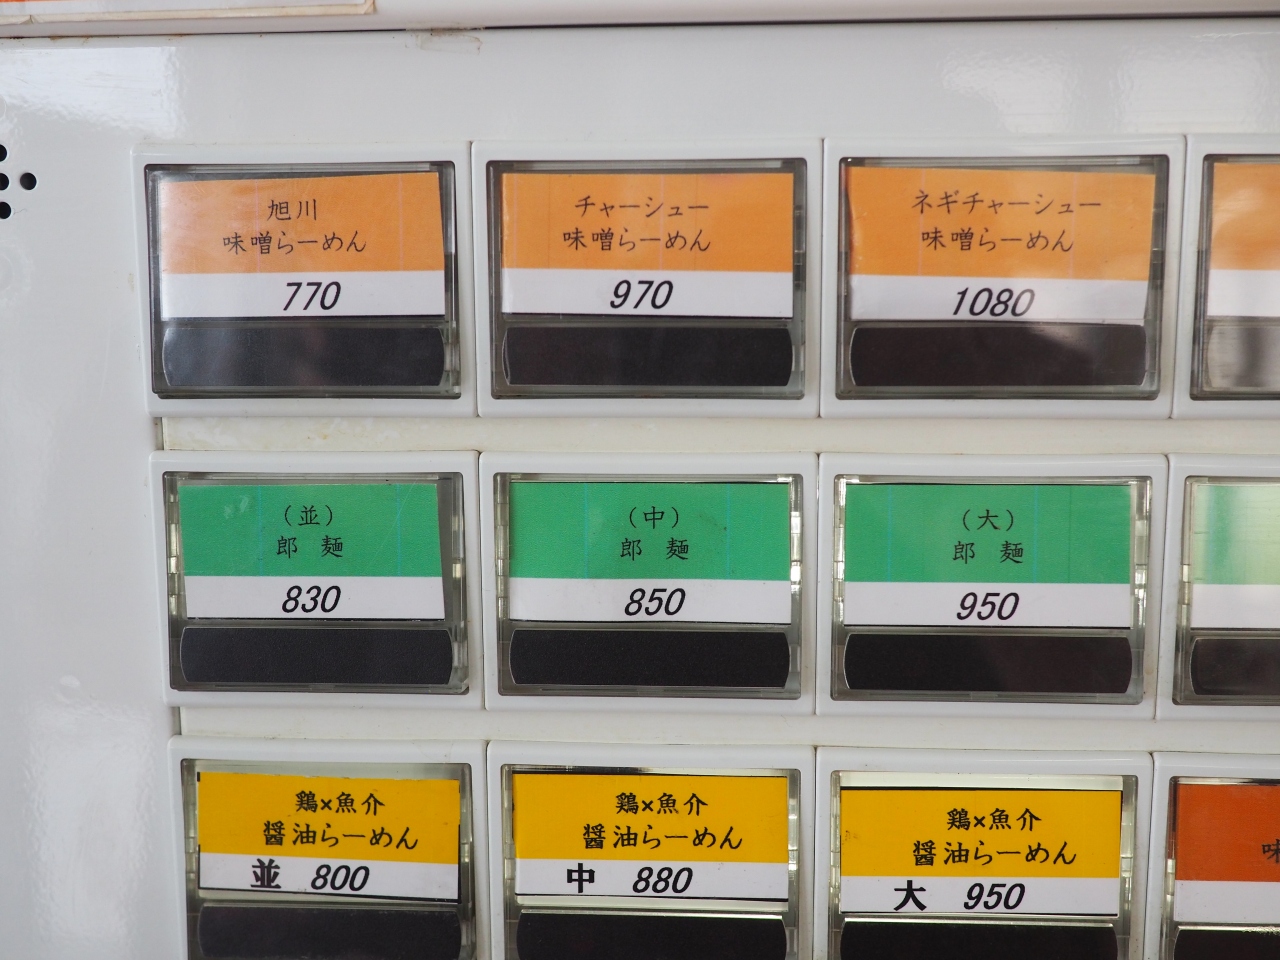 旭川
味噌らーめん
770
チャーシュー
味噌らーめん
970
ネギチャーシュー
味噌らーめん
1080
（並）
郎　麺
830
（中）
郎　麺
850
（大）
郎　麺
950
鶏×魚介
醤油らーめん
並 800
鶏×魚介
醤油らーめん
中 880
鶏×魚介
醤油らーめん
大 950
味